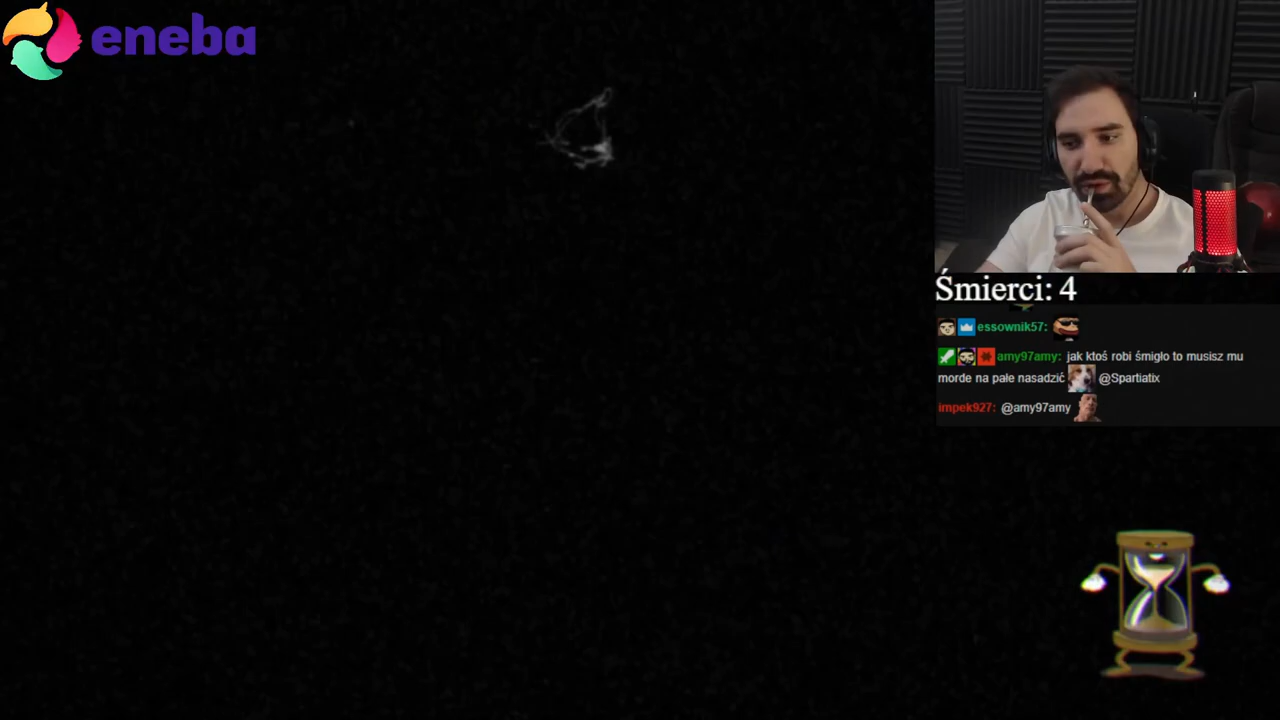 eneba
Śmierci: 4
essownik57:
amy97amy: jak ktoś robi śmigło to musisz mu
morde na pałe nasadzić @Spartiatix
impek927: @amy97amy